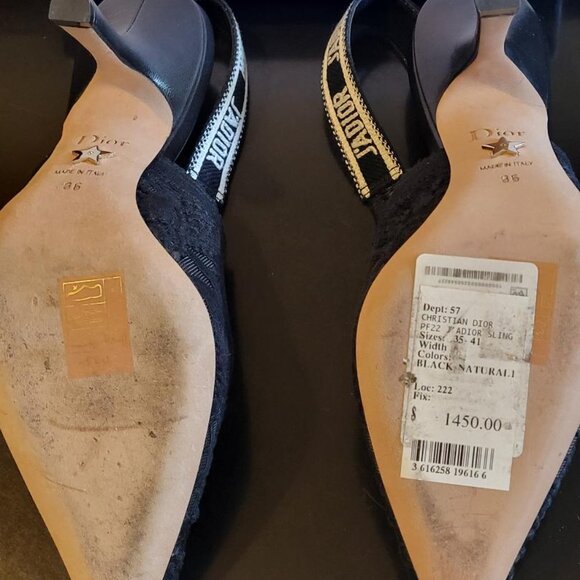 J'ADIOR
J'ADIOR
Dior
MADE IN ITALY
36
Dior
MADE IN ITALY
36
Dept: 57
CHRISTIAN DIOR
PF22 J'ADIOR SLING
Sizes: 35- 41
Width
Colors:
BLACK NATURAL1
Loc: 222
Fix:
$ 1450.00
3 616258 19616 6